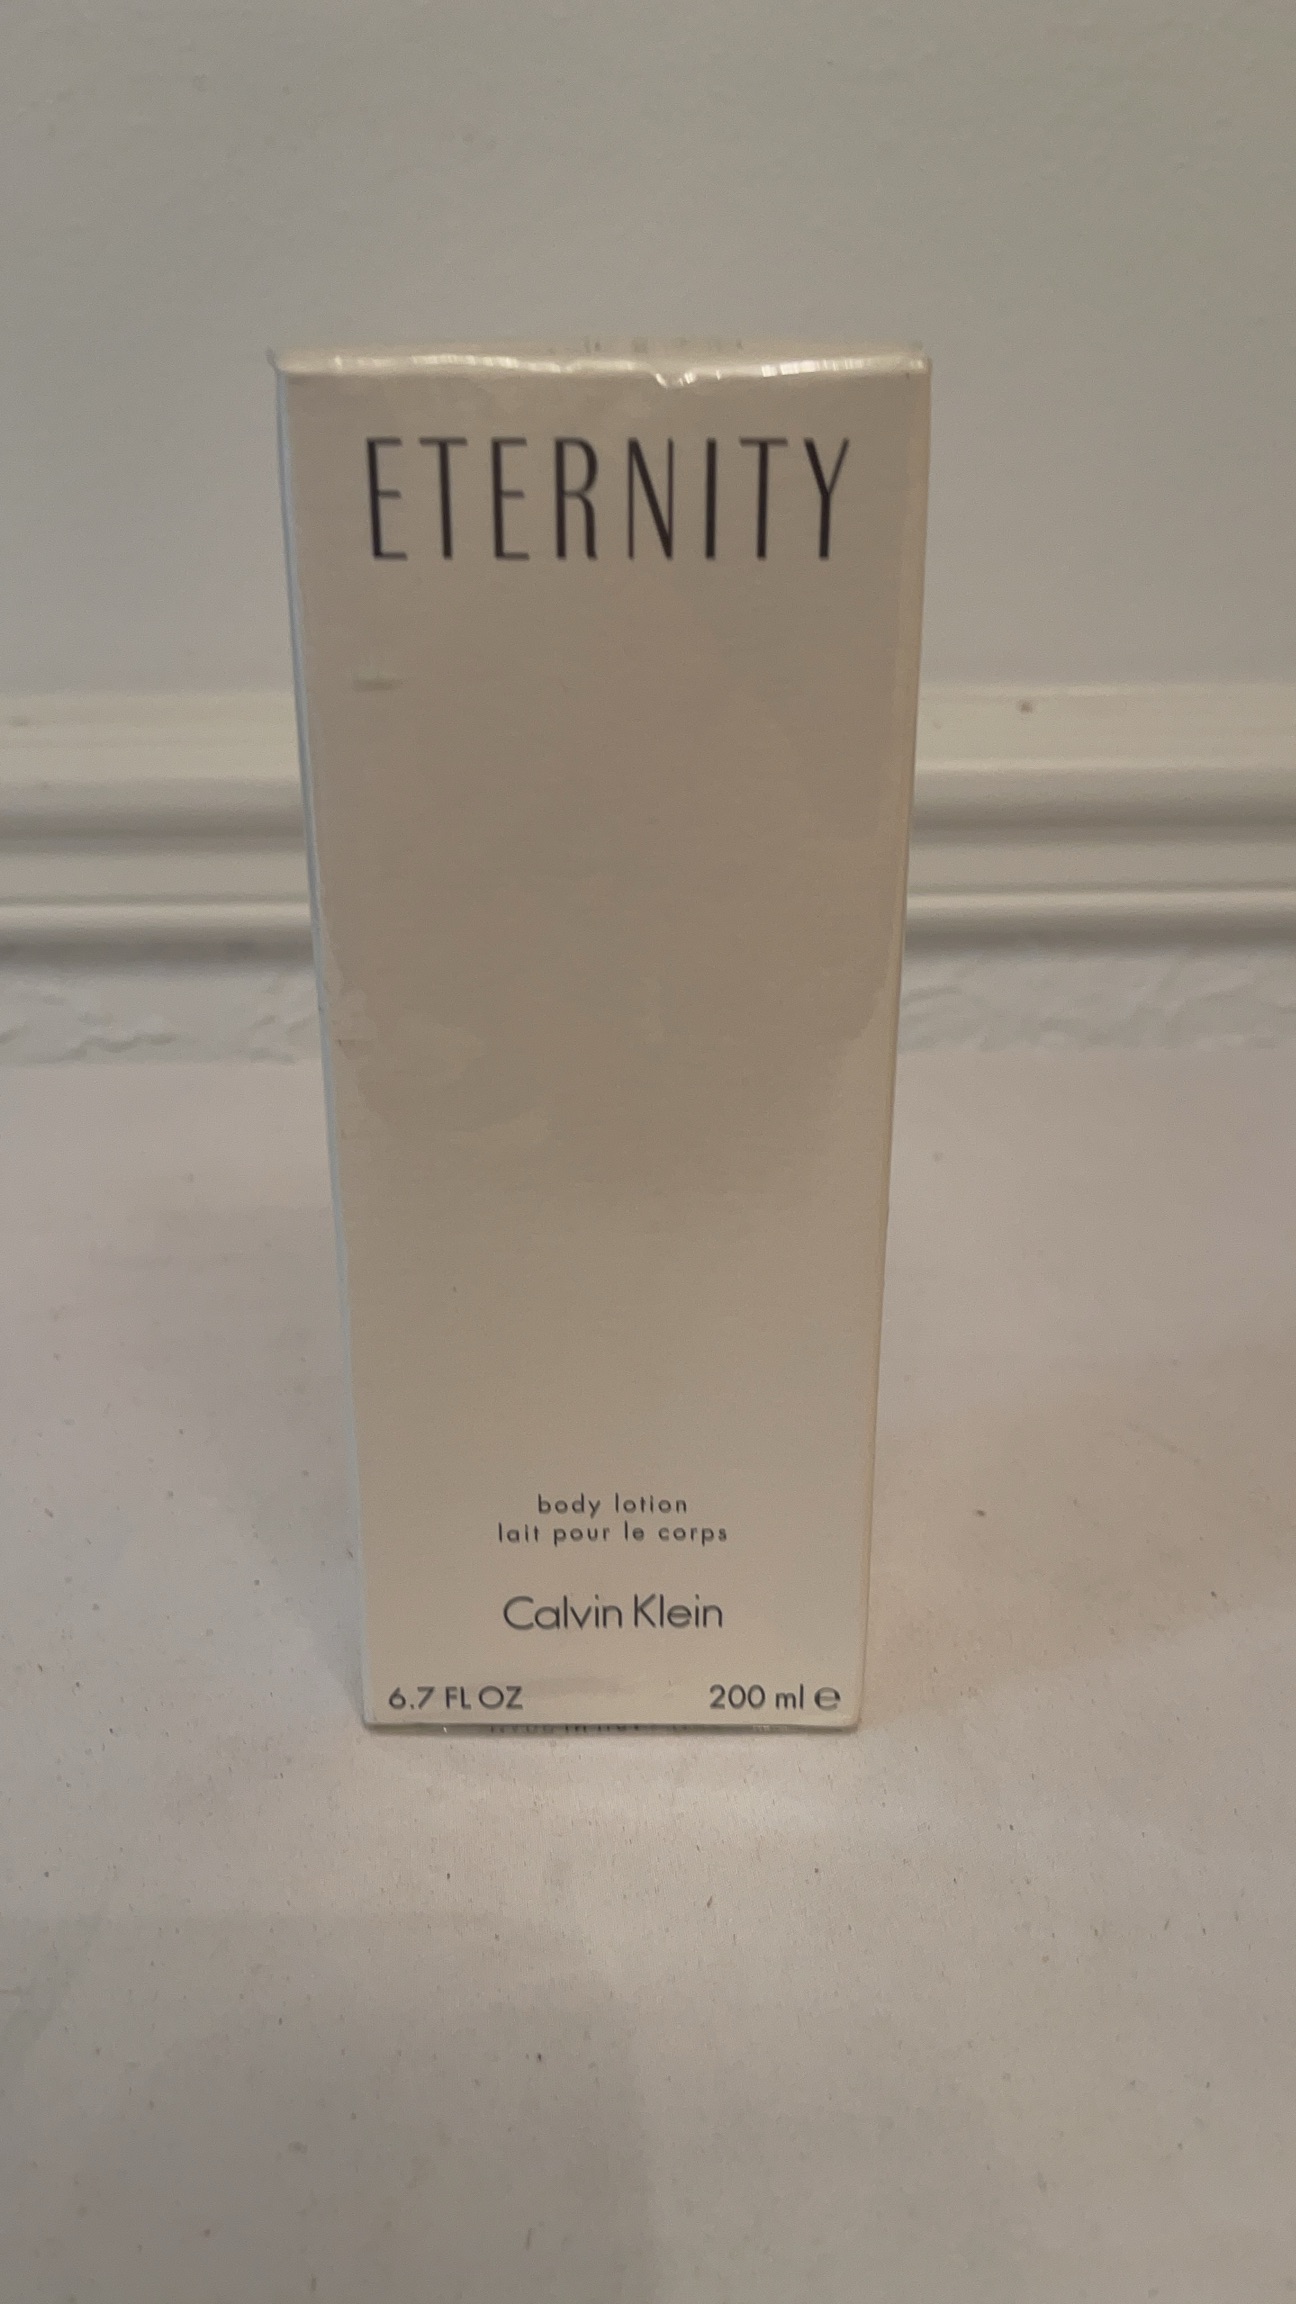 ETERNITY
body lotion
lait pour le corps
Calvin Klein
6.7 FL OZ 200 ml ℮